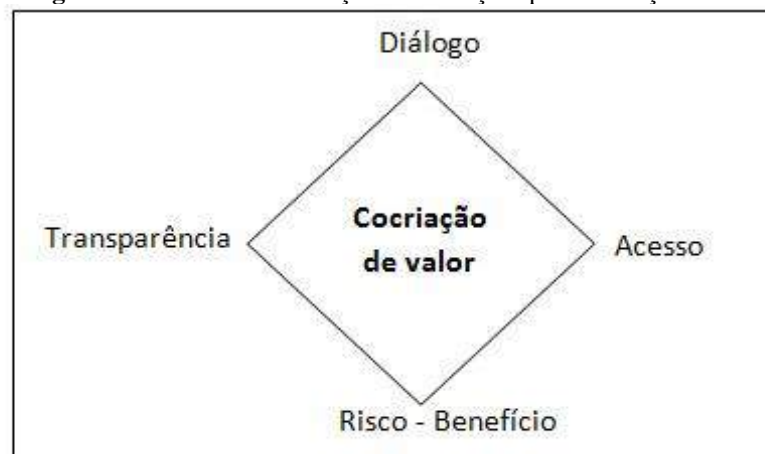 Diálogo
Transparência
Cocriação
de valor
Acesso
Risco - Benefício